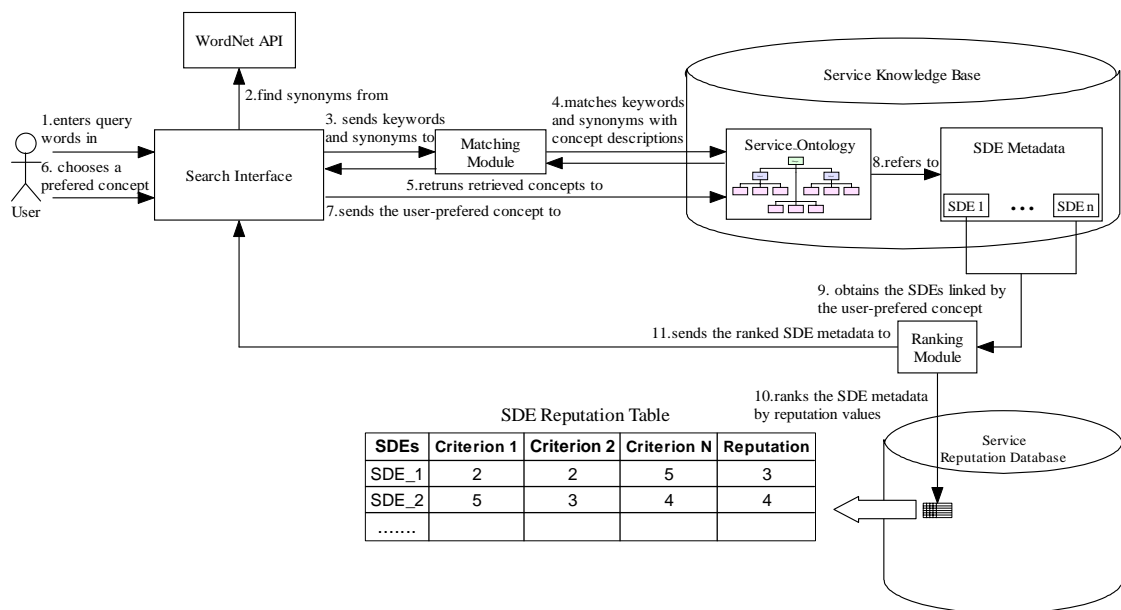 WordNet API
Service Knowledge Base
2.find synonyms from
1.enters query
words in
3. sends keywords
and synonyms to
4.matches keywords
and synonyms with
concept descriptions
Matching
Module
Service Ontology
SDE Metadata
8.refers to
6. chooses a
prefered concept
Search Interface
5.retruns retrieved concepts to
7.sends the user-prefered concept to
User
SDE 1
...
SDE n
9. obtains the SDEs linked by
the user-prefered concept
11.sends the ranked SDE metadata to
Ranking
Module
10.ranks the SDE metadata
by reputation values
SDE Reputation Table
SDEs Criterion 1 Criterion 2 Criterion N Reputation
SDE_1 2 2 5 3
SDE_2 5 3 4 4
.......
Service
Reputation Database